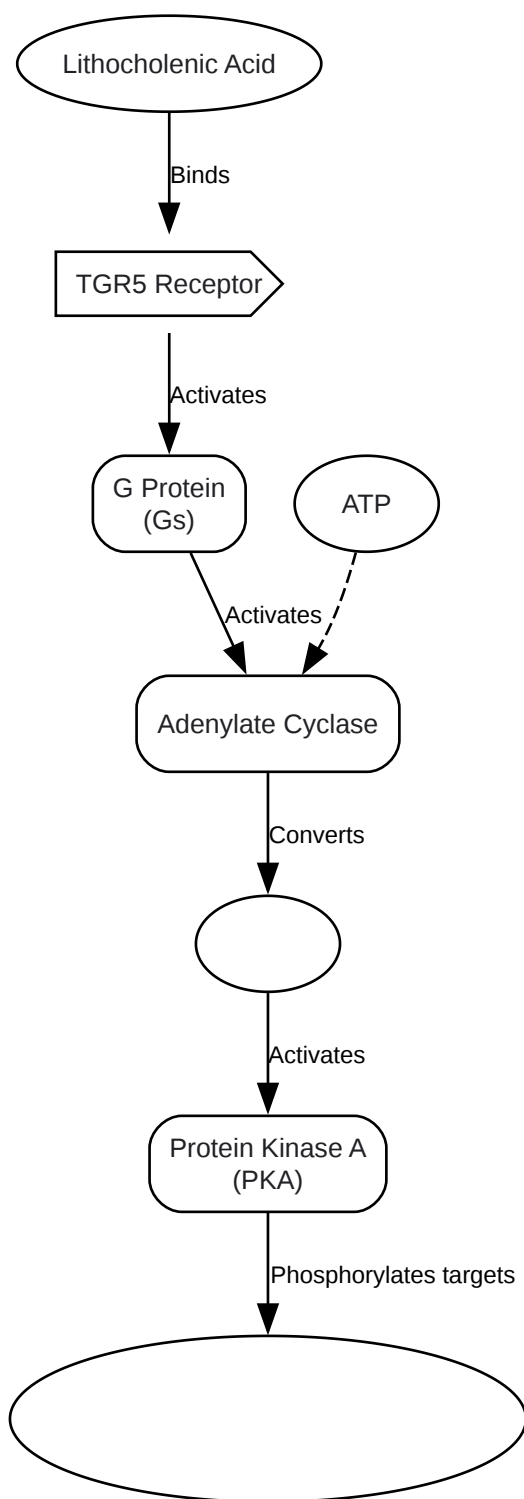 Lithocholenic Acid
Binds
TGR5 Receptor
Activates
G Protein
(Gs)
ATP
Activates
Adenylate Cyclase
Converts
Activates
Protein Kinase A
(PKA)
Phosphorylates targets